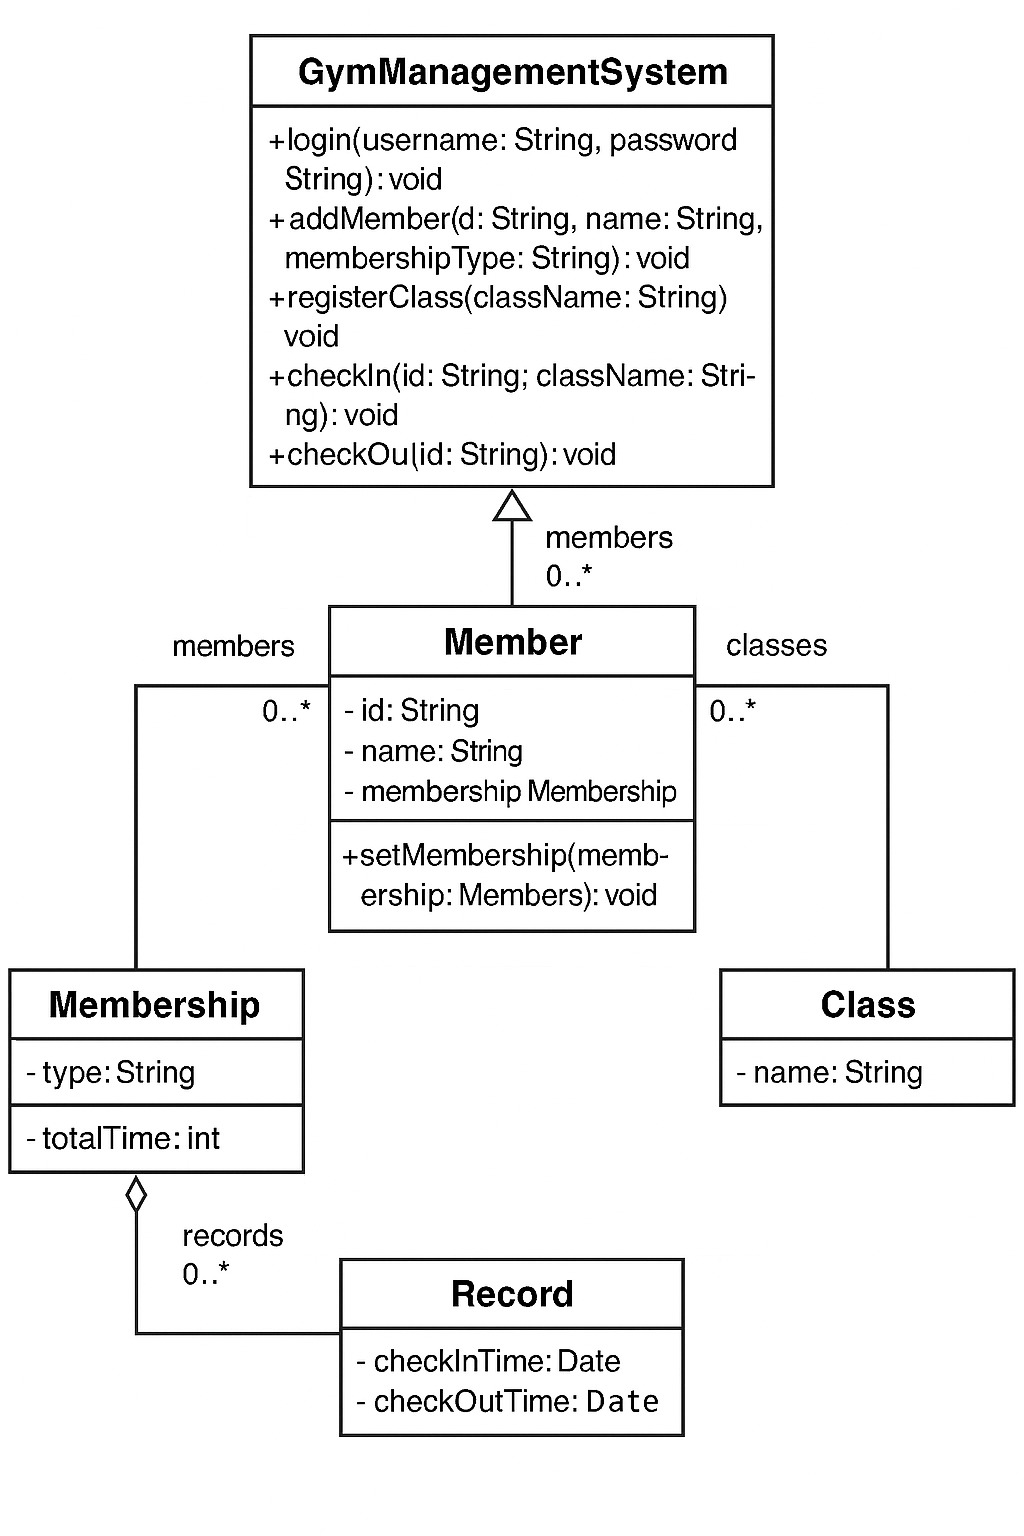 GymManagementSystem
+login(username: String, password
String): void
+ addMember(d: String, name: String,
membershipType: String): void
+registerClass(className: String)
void
+checkIn(id: String; className: Stri-
ng): void
+checkOu(id: String): void
members
0..*
members
0..*
Member
- id: String
- name: String
- membership Membership
+setMembership(memb-
ership: Members): void
classes
0..*
Membership
- type: String
- totalTime: int
Class
- name: String
records
0..*
Record
- checkInTime: Date
- checkOutTime: Date